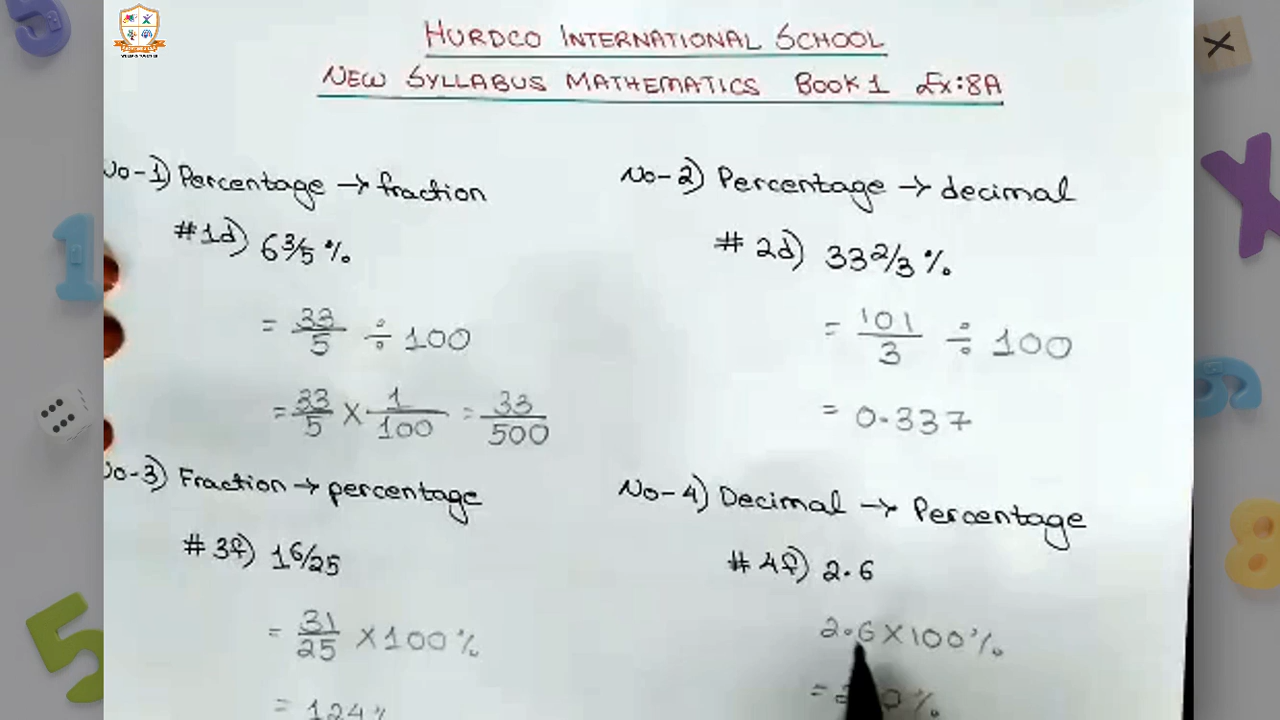 HURDCO INTERNATIONAL SCHOOL
NEW SYLLABUS MATHEMATICS BOOK 1 EX:8A
No-1) Percentage → fraction
#1d) 6 3/5 %
= 33/5 ÷ 100
= 33/5 × 1/100 = 33/500
No-2) Percentage → decimal
# 2d) 33 2/3 %
= 101/3 ÷ 100
= 0.337
No-3) Fraction → percentage
# 3f) 1 6/25
= 31/25 × 100 %
= 124 %
No-4) Decimal → Percentage
# 4f) 2.6
2.6 × 100 %